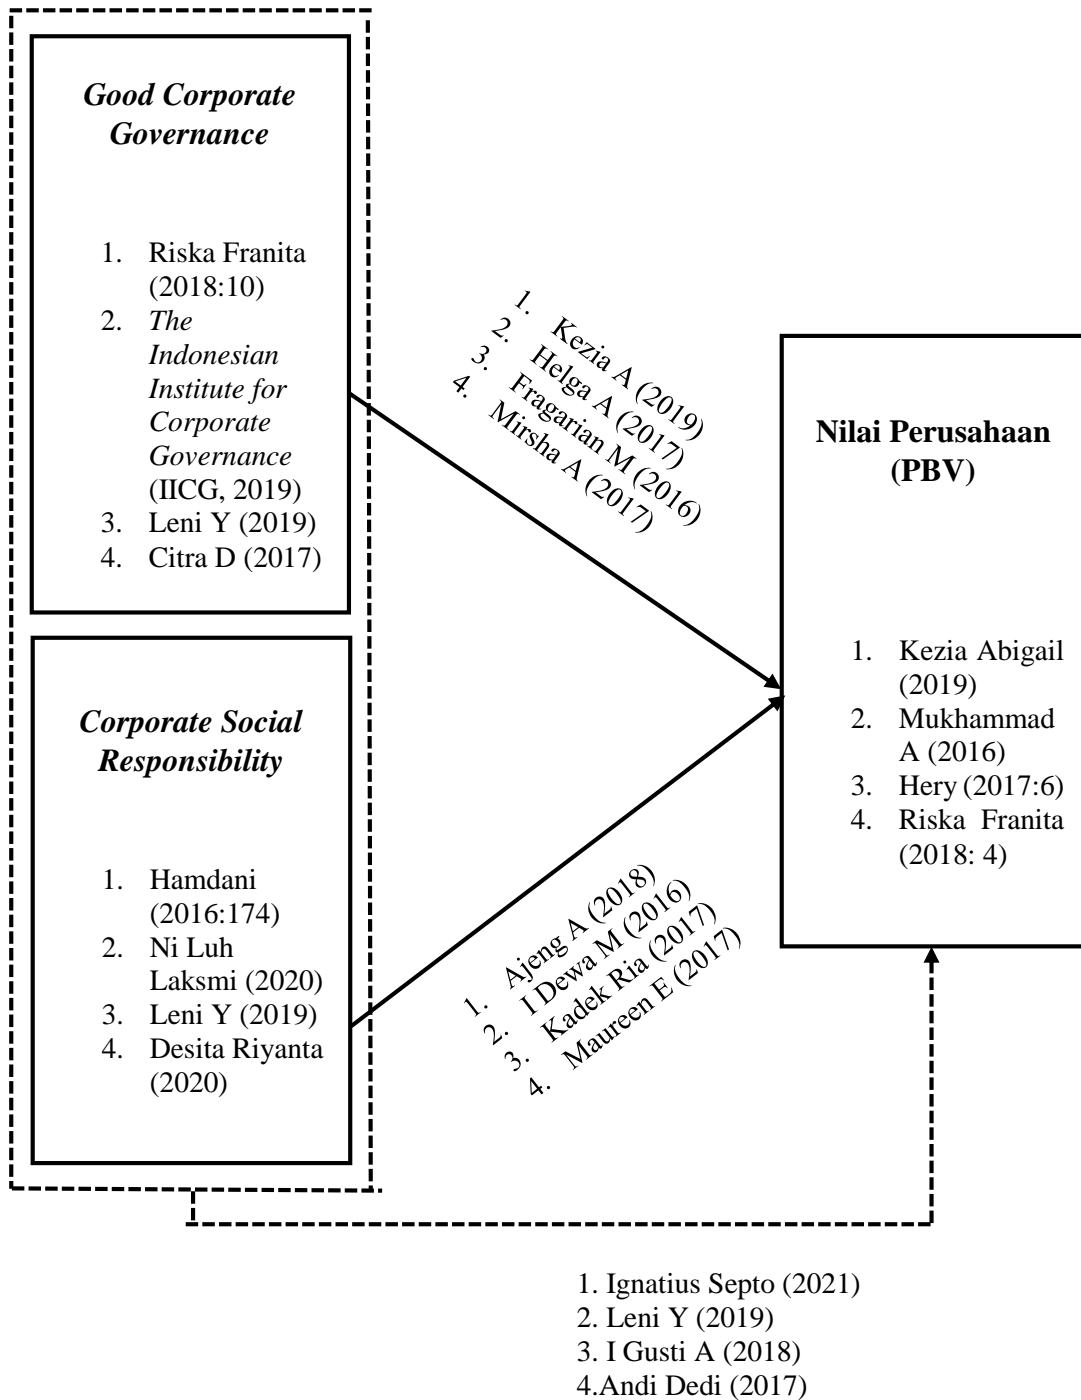 Good Corporate
Governance
1. Riska Franita
(2018:10)
2. The
Indonesian
Institute for
Corporate
Governance
(IICG, 2019)
3. Leni Y (2019)
4. Citra D (2017)
Corporate Social
Responsibility
1. Hamdani
(2016:174)
2. Ni Luh
Laksmi (2020)
3. Leni Y (2019)
4. Desita Riyanta
(2020)
1. Kezia A (2019)
2. Helga A (2017)
3. Fragarian M (2016)
4. Mirsha A (2017)
1. Ajeng A (2018)
2. I Dewa M (2016)
3. Kadek Ria (2017)
4. Maureen E (2017)
Nilai Perusahaan
(PBV)
1. Kezia Abigail
(2019)
2. Mukhammad
A (2016)
3. Hery (2017:6)
4. Riska Franita
(2018: 4)
1. Ignatius Septo (2021)
2. Leni Y (2019)
3. I Gusti A (2018)
4.Andi Dedi (2017)